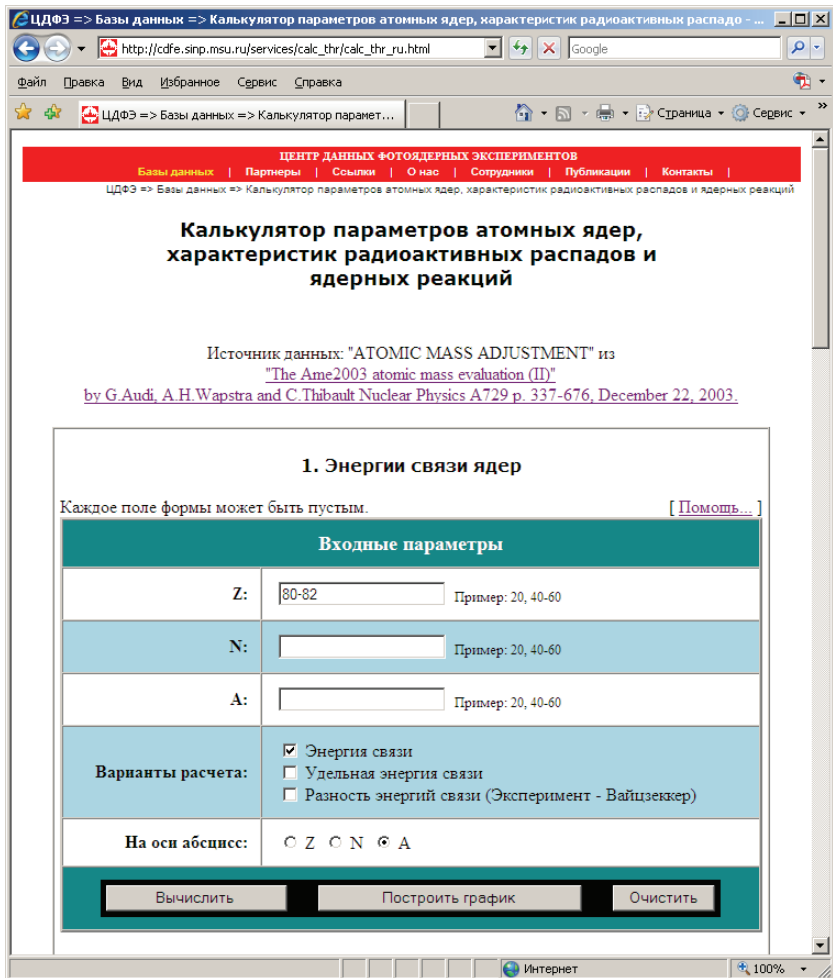 ЦДФЭ => Базы данных => Калькулятор параметров атомных ядер, характеристик радиоактивных распадо - ...
http://cdfe.sinp.msu.ru/services/calc_thr/calc_thr_ru.html
Google
Файл Правка Вид Избранное Сервис Справка
ЦДФЭ => Базы данных => Калькулятор парамет...
Страница
Сервис
»
ЦЕНТР ДАННЫХ ФОТОЯДЕРНЫХ ЭКСПЕРИМЕНТОВ
Базы данных | Партнеры | Ссылки | О нас | Сотрудники | Публикации | Контакты |
ЦДФЭ => Базы данных => Калькулятор параметров атомных ядер, характеристик радиоактивных распадов и ядерных реакций
Калькулятор параметров атомных ядер,
характеристик радиоактивных распадов и
ядерных реакций
Источник данных: "ATOMIC MASS ADJUSTMENT" из
"The Ame2003 atomic mass evaluation (II)"
by G.Audi, A.H.Wapstra and C.Thibault Nuclear Physics A729 p. 337-676, December 22, 2003.
1. Энергии связи ядер
Каждое поле формы может быть пустым.
[ Помощь... ]
Входные параметры
Z: 80-82 Пример: 20, 40-60
N: Пример: 20, 40-60
A: Пример: 20, 40-60
Варианты расчета:
Энергия связи
Удельная энергия связи
Разность энергий связи (Эксперимент - Вайцзеккер)
На оси абсцисс: Z N A
Вычислить Построить график Очистить
Интернет
100%